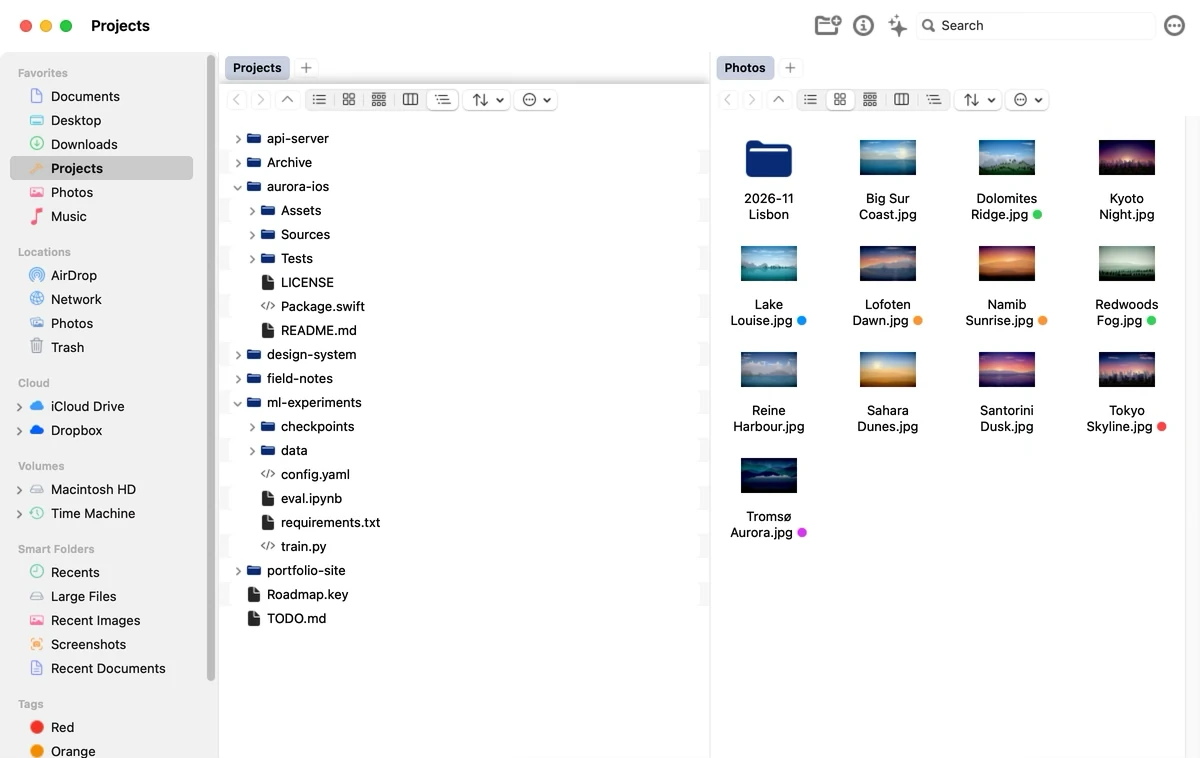 Projects
Search
Favorites
Documents
Desktop
Downloads
Projects
Photos
Music
Locations
AirDrop
Network
Photos
Trash
Cloud
iCloud Drive
Dropbox
Volumes
Macintosh HD
Time Machine
Smart Folders
Recents
Large Files
Recent Images
Screenshots
Recent Documents
Tags
Red
Orange
Projects
api-server
Archive
aurora-ios
Assets
Sources
Tests
LICENSE
Package.swift
README.md
design-system
field-notes
ml-experiments
checkpoints
data
config.yaml
eval.ipynb
requirements.txt
train.py
portfolio-site
Roadmap.key
TODO.md
Photos
2026-11
Lisbon
Big Sur
Coast.jpg
Dolomites
Ridge.jpg
Kyoto
Night.jpg
Lake
Louise.jpg
Lofoten
Dawn.jpg
Namib
Sunrise.jpg
Redwoods
Fog.jpg
Reine
Harbour.jpg
Sahara
Dunes.jpg
Santorini
Dusk.jpg
Tokyo
Skyline.jpg
Tromsø
Aurora.jpg